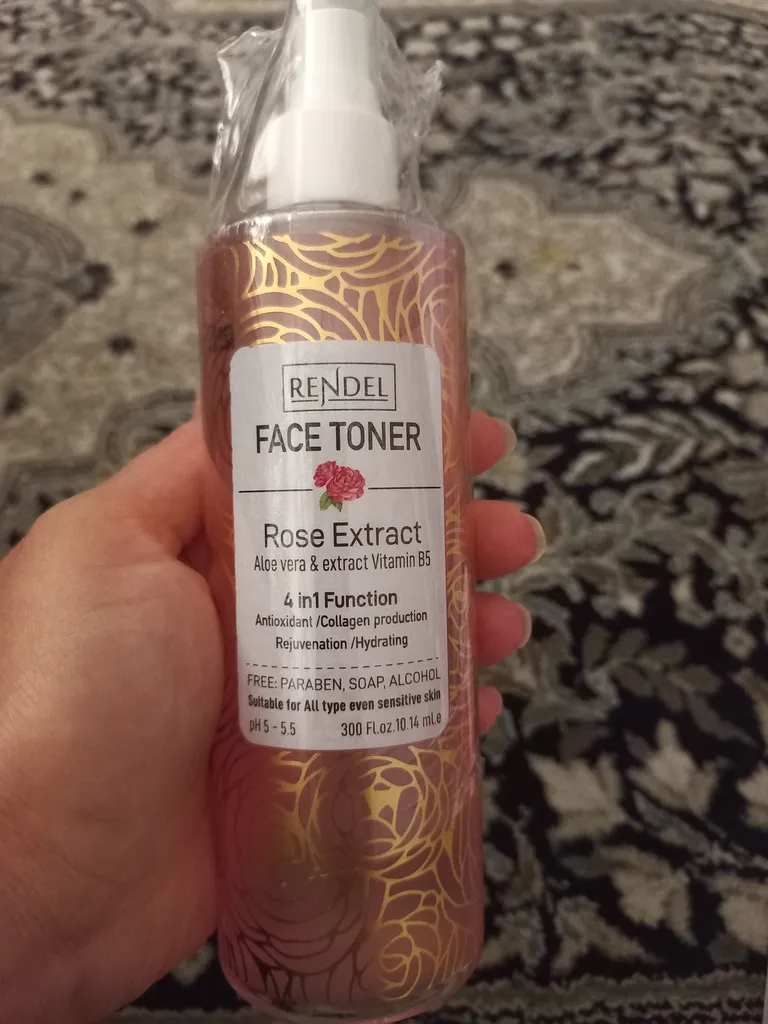 RENDEL
FACE TONER
Rose Extract
Aloe vera & extract Vitamin B5
4 in1 Function
Antioxidant /Collagen production
Rejuvenation /Hydrating
FREE: PARABEN, SOAP, ALCOHOL
Suitable for All type even sensitive skin
pH 5 - 5.5 300 Fl.oz.10.14 mL℮